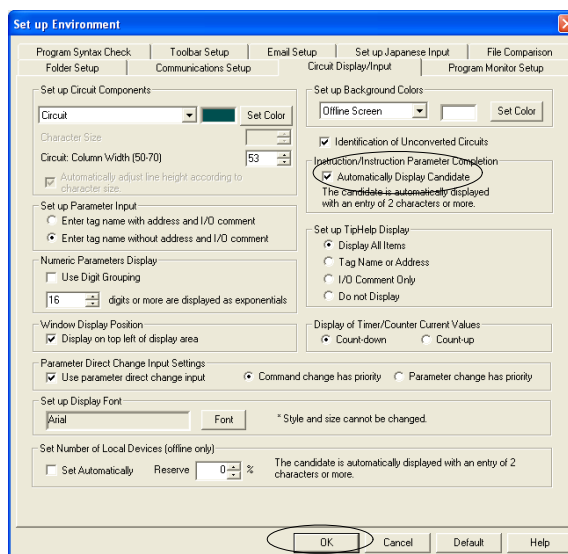 Set up Environment
Program Syntax Check Toolbar Setup Email Setup Set up Japanese Input File Comparison
Folder Setup Communications Setup Circuit Display/Input Program Monitor Setup
Set up Circuit Components
Circuit Set Color
Character Size
Circuit: Column Width (50-70) 53
Automatically adjust line height according to
character size.
Set up Parameter Input
Enter tag name with address and I/O comment
Enter tag name without address and I/O comment
Numeric Parameters Display
Use Digit Grouping
16 digits or more are displayed as exponentials
Window Display Position
Display on top left of display area
Set up Background Colors
Offline Screen Set Color
Identification of Unconverted Circuits
Instruction/Instruction Parameter Completion
Automatically Display Candidate
The candidate is automatically displayed
with an entry of 2 characters or more.
Set up TipHelp Display
Display All Items
Tag Name or Address
I/O Comment Only
Do not Display
Display of Timer/Counter Current Values
Count-down Count-up
Parameter Direct Change Input Settings
Use parameter direct change input Command change has priority Parameter change has priority
Set up Display Font
Arial Font * Style and size cannot be changed.
Set Number of Local Devices (offline only)
Set Automatically Reserve 0 % The candidate is automatically displayed with an entry of 2
characters or more.
OK Cancel Default Help